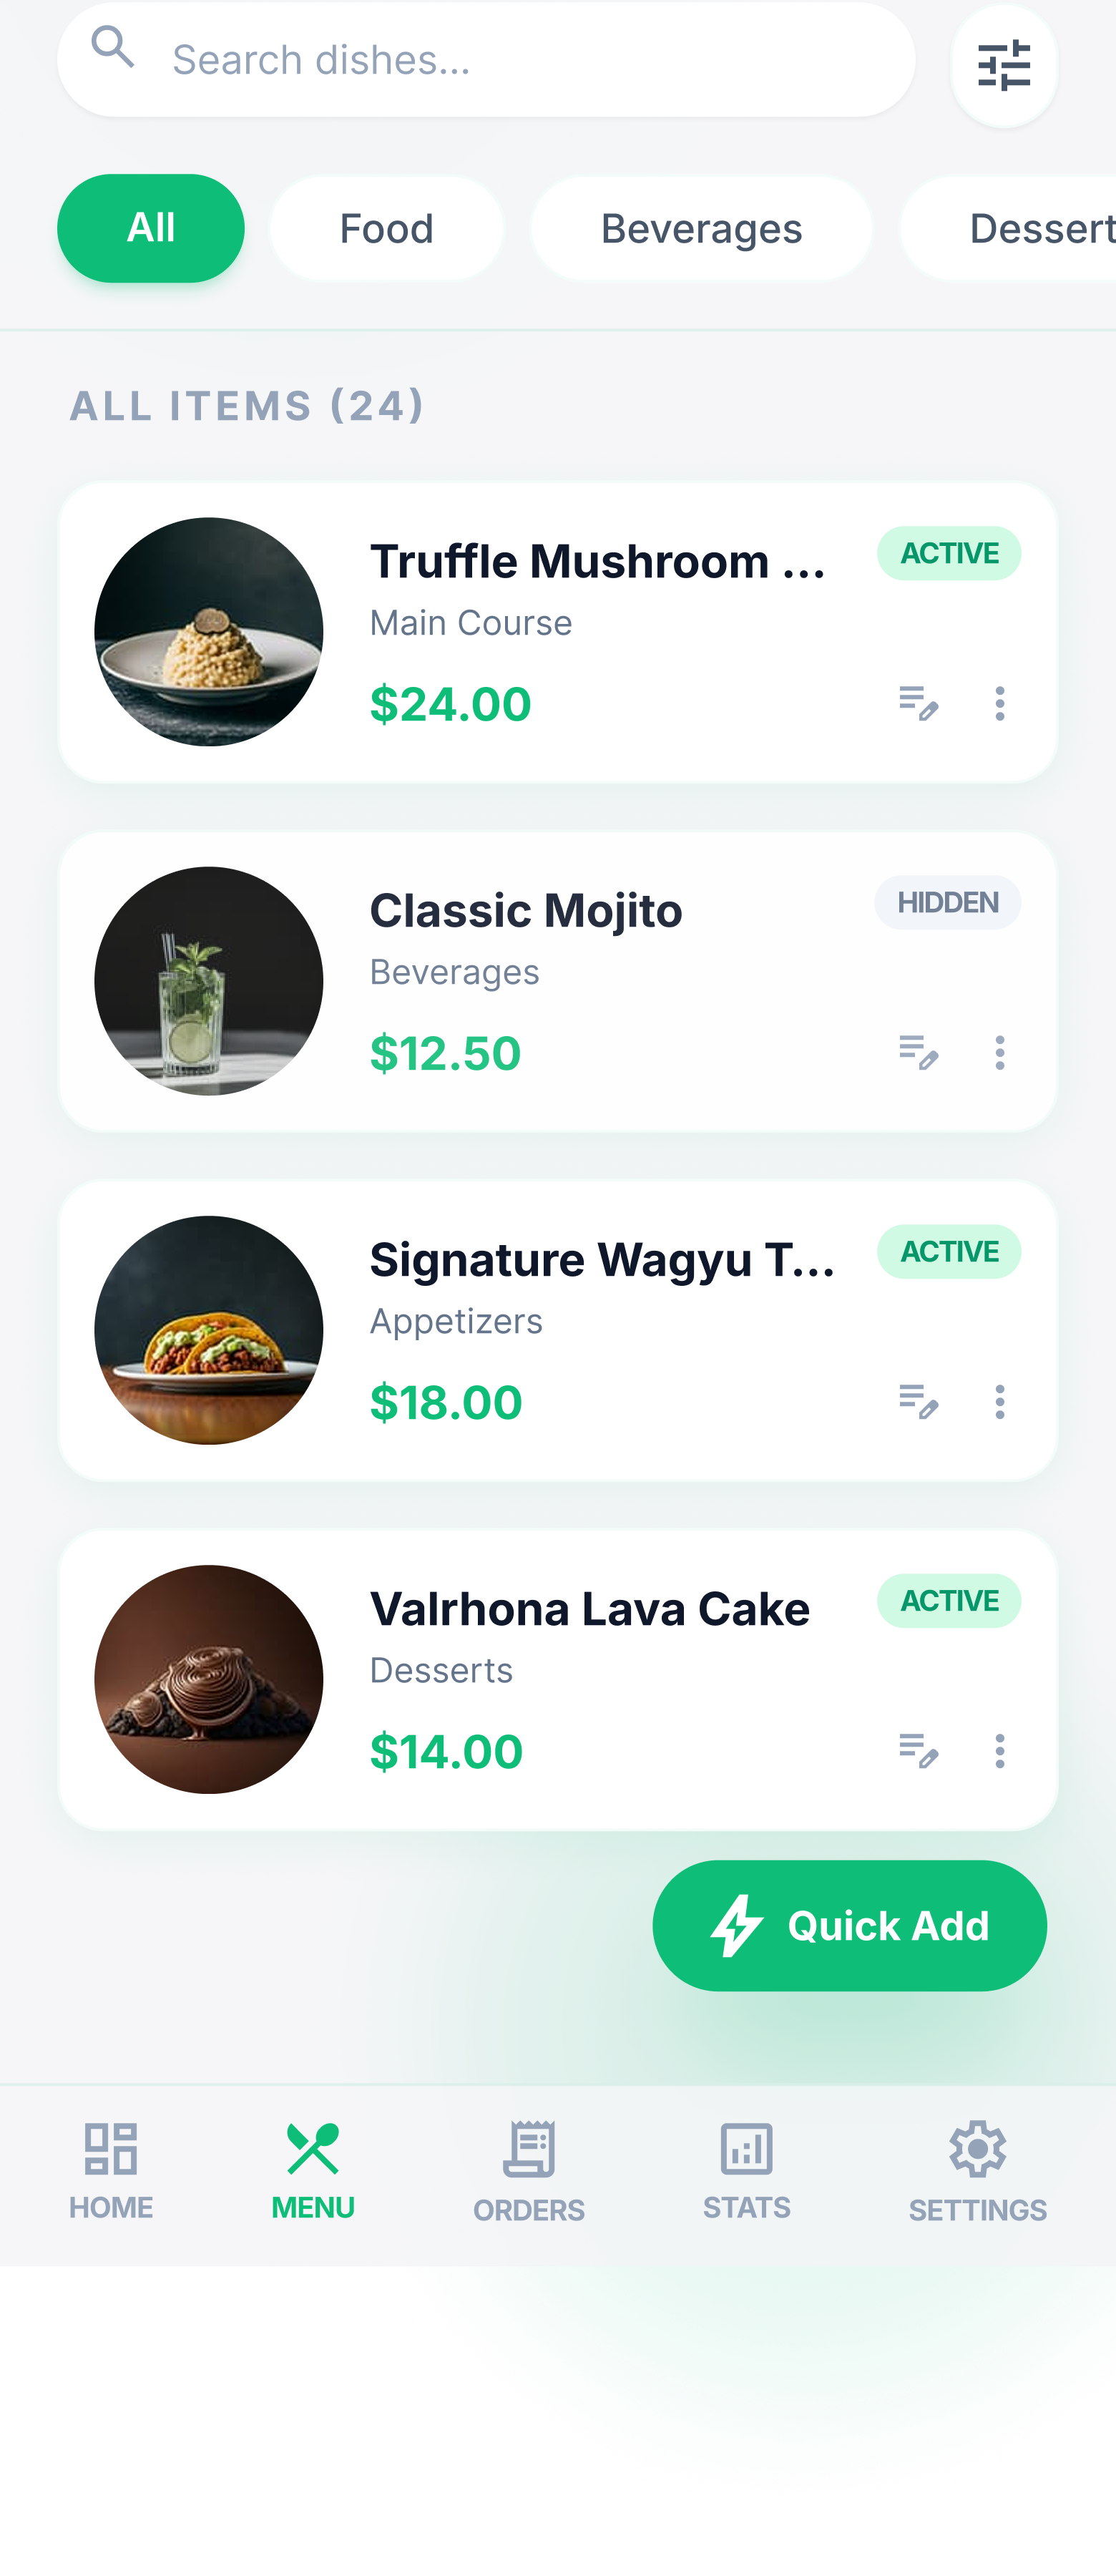 Search dishes...
All
Food
Beverages
Dessert
ALL ITEMS (24)
Truffle Mushroom ...
ACTIVE
Main Course
$24.00
Classic Mojito
HIDDEN
Beverages
$12.50
Signature Wagyu T...
ACTIVE
Appetizers
$18.00
Valrhona Lava Cake
ACTIVE
Desserts
$14.00
Quick Add
HOME
MENU
ORDERS
STATS
SETTINGS